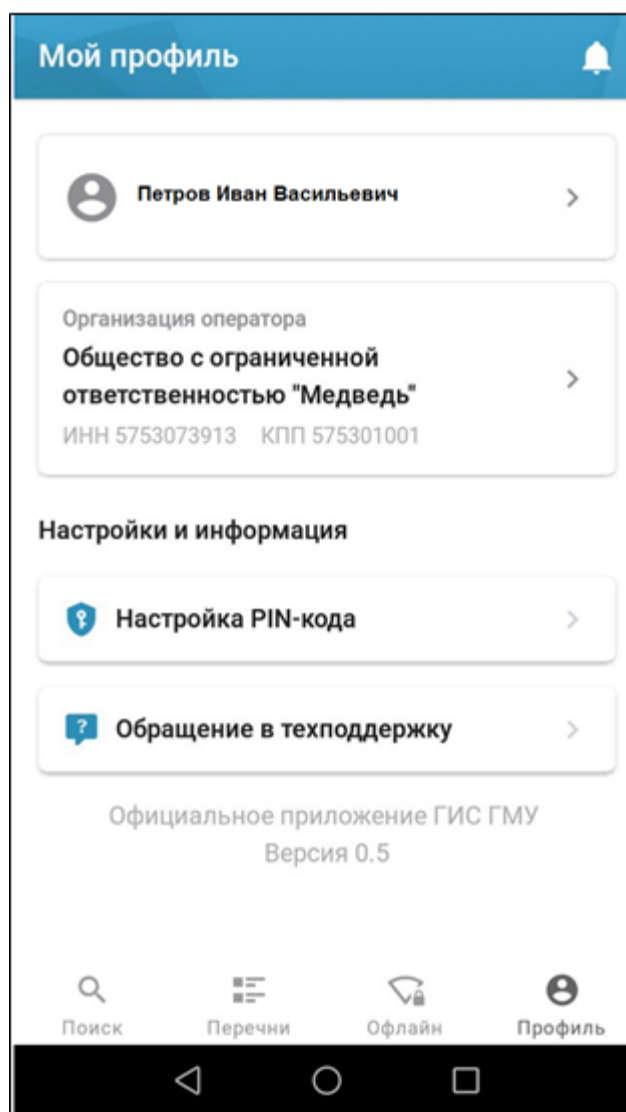 Мой профиль
Петров Иван Васильевич
Организация оператора
Общество с ограниченной
ответственностью "Медведь"
ИНН 5753073913 КПП 575301001
Настройки и информация
Настройка PIN-кода
? Обращение в техподдержку
Официальное приложение ГИС ГМУ
Версия 0.5
Поиск Перечни Офлайн Профиль